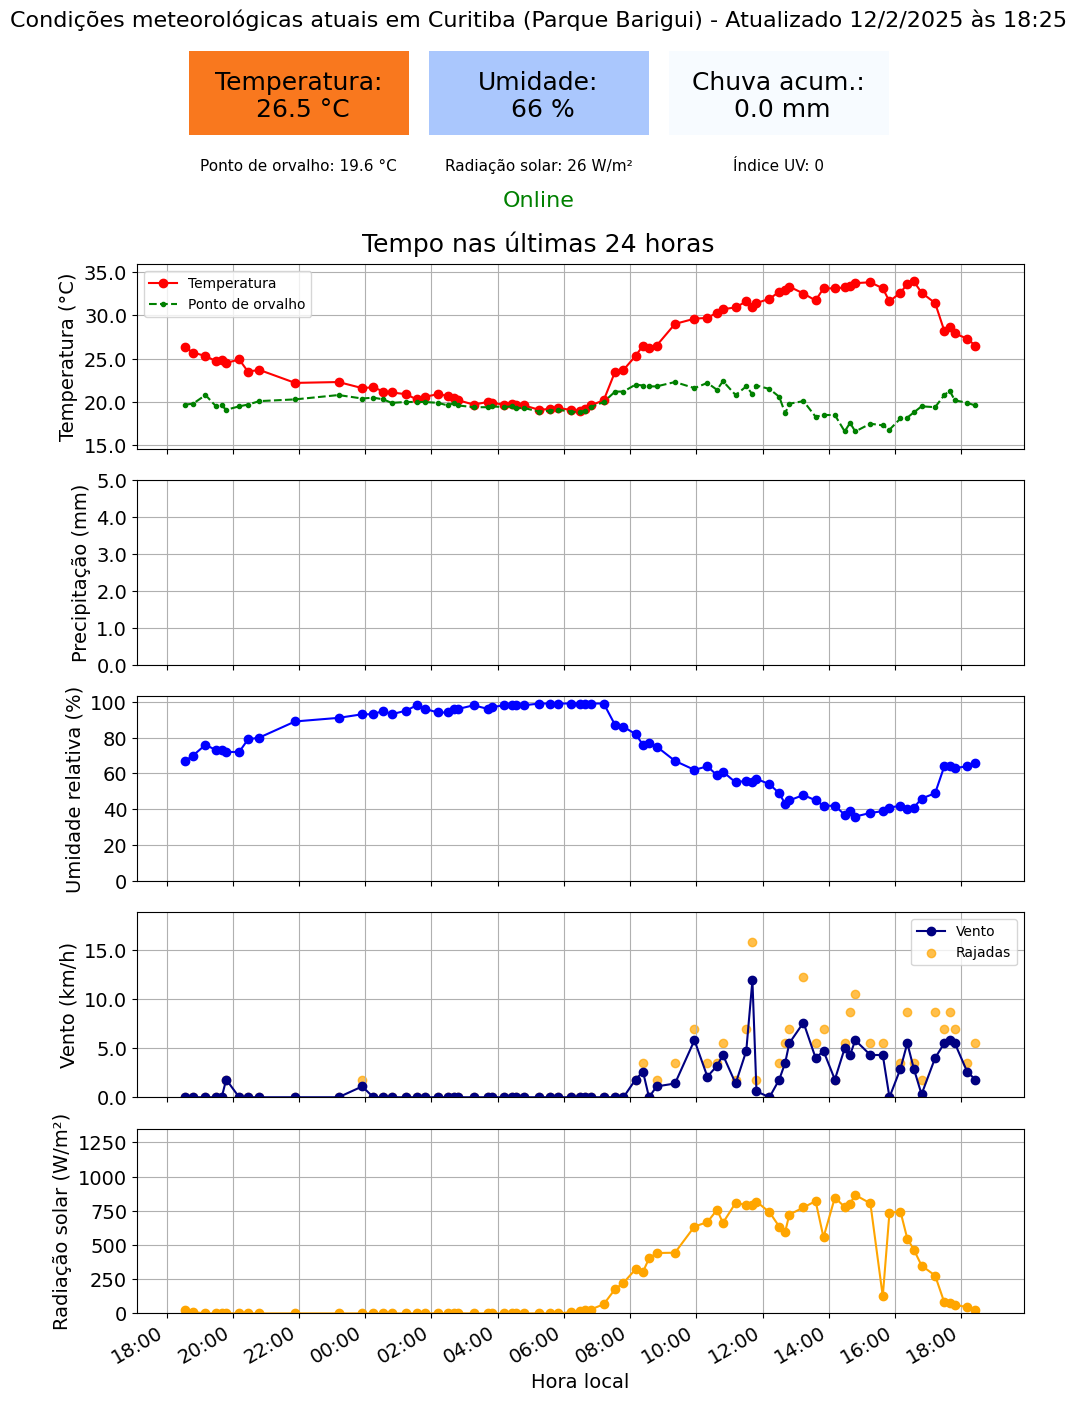 Condições meteorológicas atuais em Curitiba (Parque Barigui) - Atualizado 12/2/2025 às 18:25
Temperatura:
26.5 °C
Umidade:
66 %
Chuva acum.:
0.0 mm
Ponto de orvalho: 19.6 °C
Radiação solar: 26 W/m²
Índice UV: 0
Online
Tempo nas últimas 24 horas
Temperatura (°C)
35.0
30.0
25.0
20.0
15.0
Temperatura
Ponto de orvalho
Precipitação (mm)
5.0
4.0
3.0
2.0
1.0
0.0
Umidade relativa (%)
100
80
60
40
20
0
Vento (km/h)
15.0
10.0
5.0
0.0
Vento
Rajadas
Radiação solar (W/m²)
1250
1000
750
500
250
0
18:00
20:00
22:00
00:00
02:00
04:00
06:00
08:00
10:00
12:00
14:00
16:00
18:00
Hora local